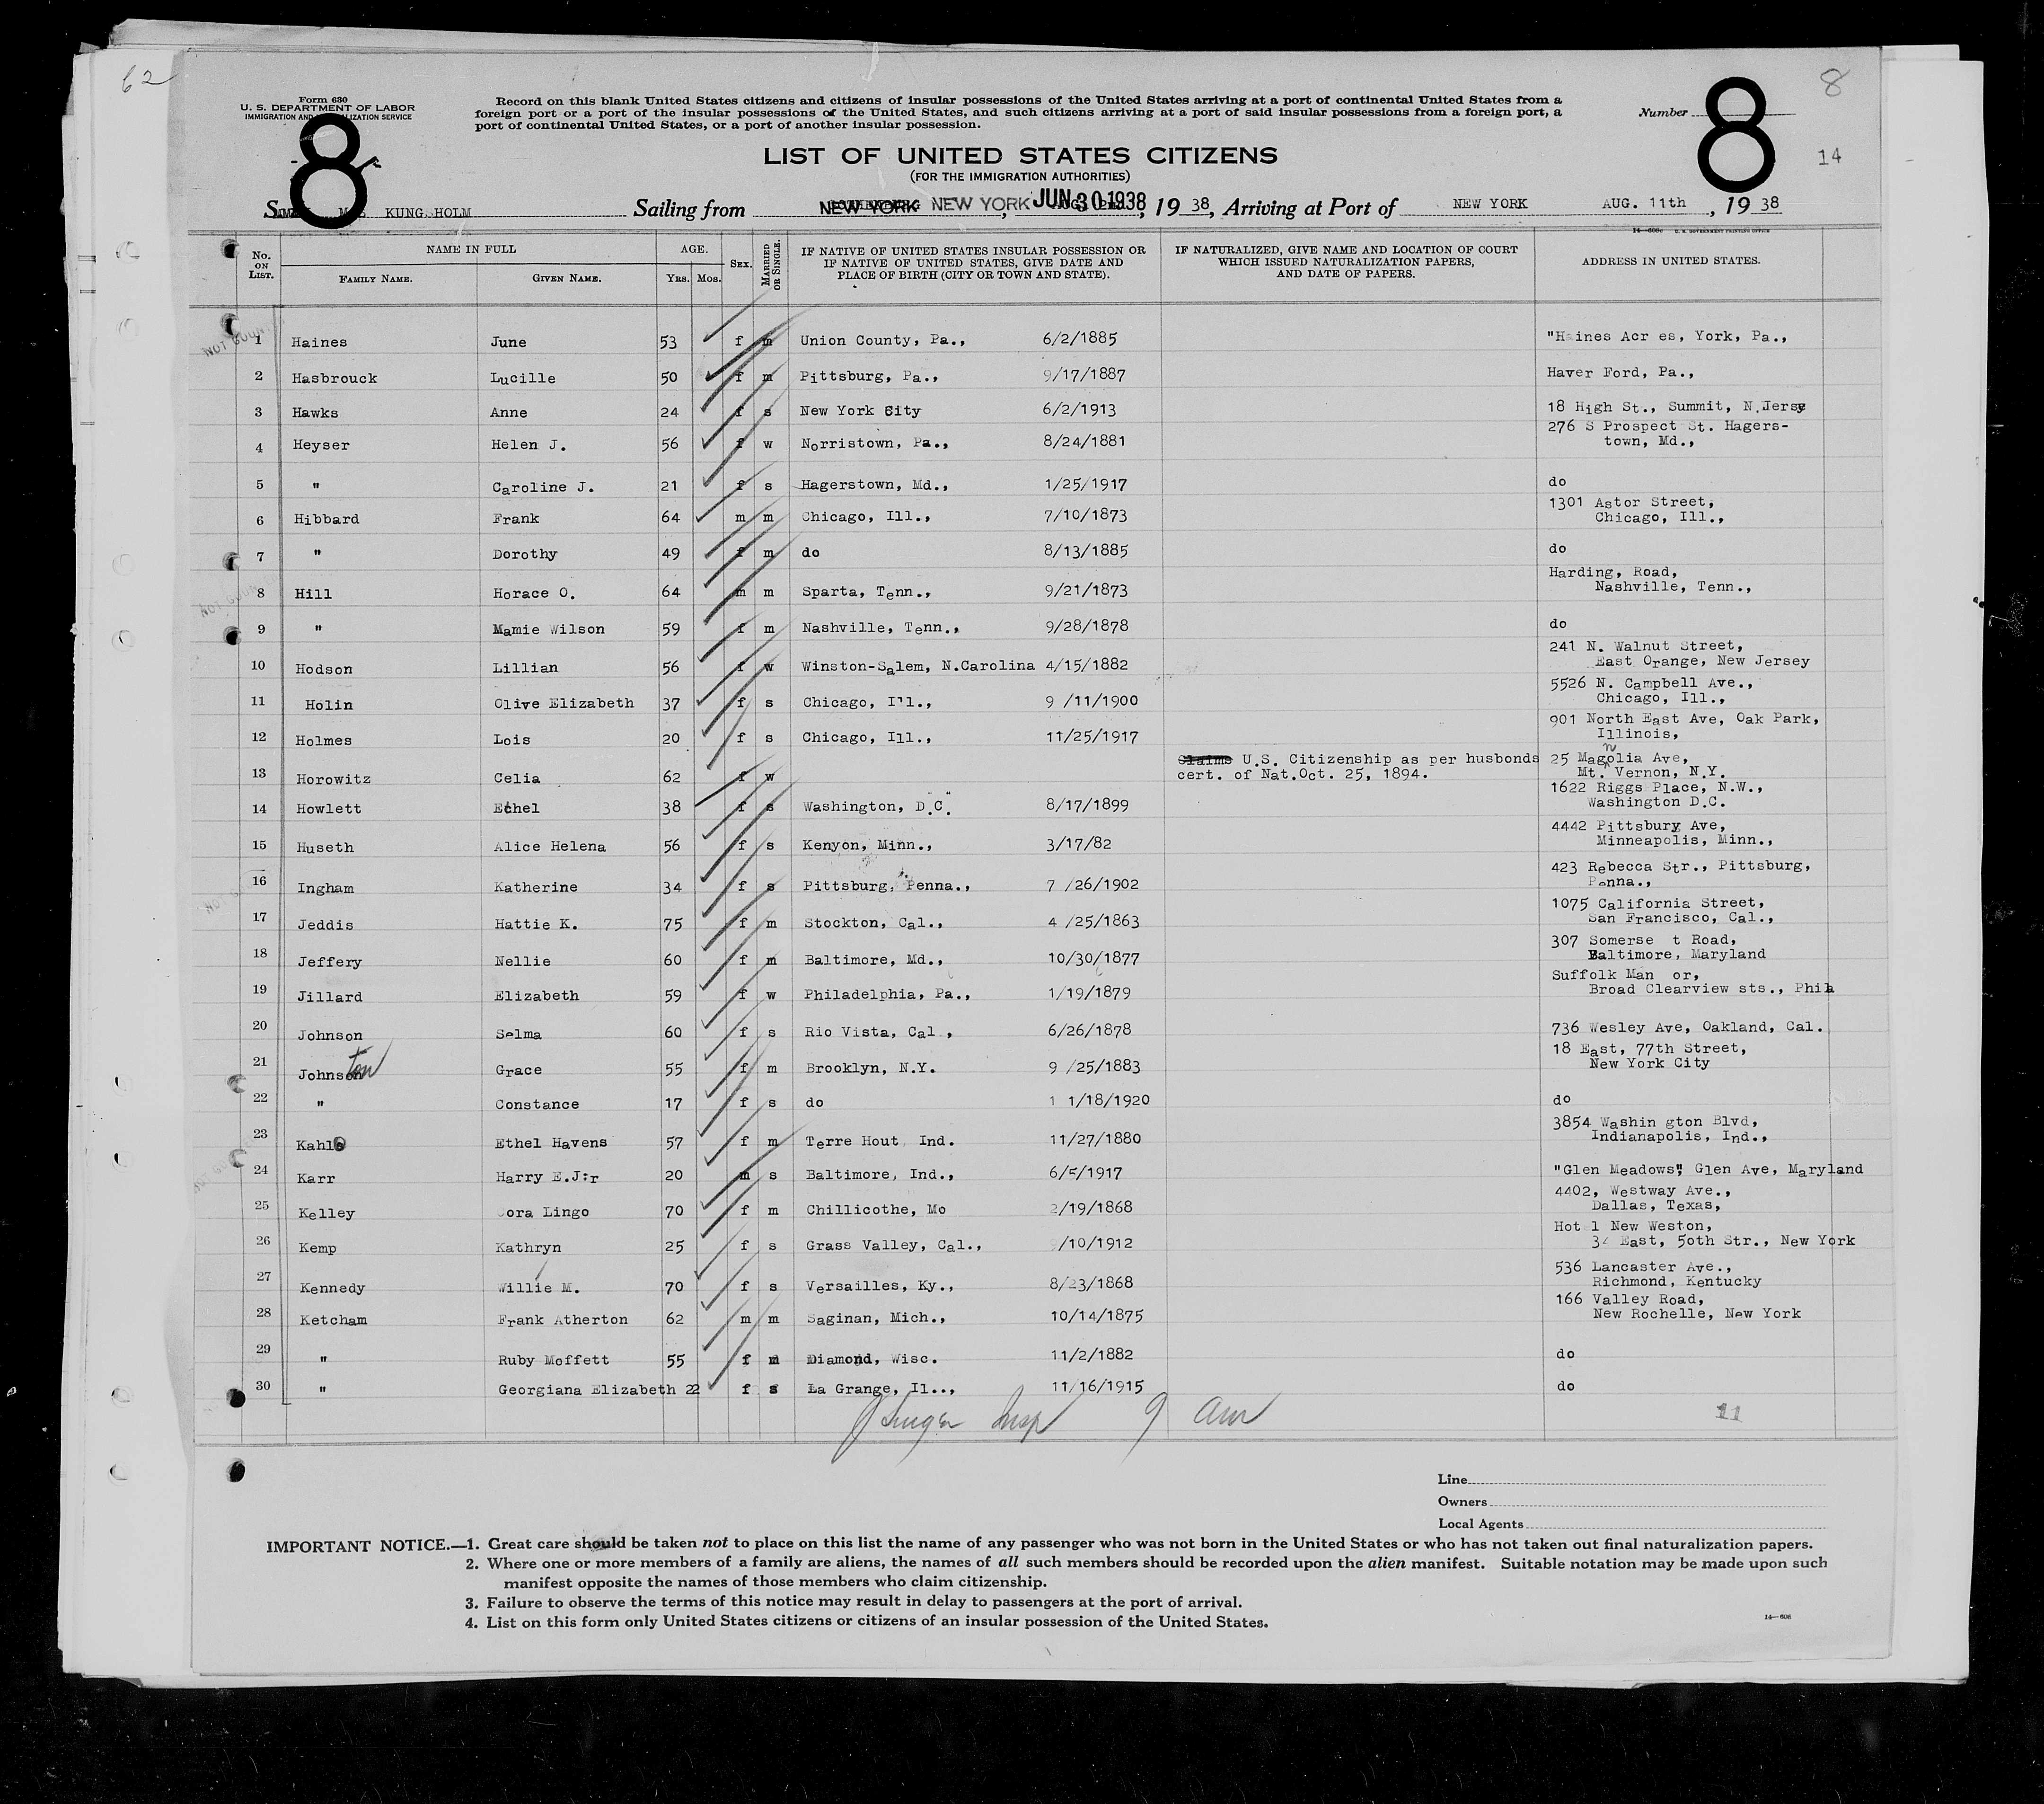 62
8
Form 630
U. S. DEPARTMENT OF LABOR
IMMIGRATION AND NATURALIZATION SERVICE
8
Record on this blank United States citizens and citizens of insular possessions of the United States arriving at a port of continental United States from a
foreign port or a port of the insular possessions of the United States, and such citizens arriving at a port of said insular possessions from a foreign port, a
port of continental United States, or a port of another insular possession.
Number 8
14
LIST OF UNITED STATES CITIZENS
(FOR THE IMMIGRATION AUTHORITIES)
KUNGSHOLM Sailing from NEW YORK NEW YORK JUN 30 1938, 19 38, Arriving at Port of NEW YORK AUG. 11th, 19 38
No. ON LIST. NAME IN FULL FAMILY NAME. GIVEN NAME. AGE. YRS. MOS. SEX. MARRIED OR SINGLE. IF NATIVE OF UNITED STATES INSULAR POSSESSION OR IF NATIVE OF UNITED STATES, GIVE DATE AND PLACE OF BIRTH (CITY OR TOWN AND STATE). IF NATURALIZED, GIVE NAME AND LOCATION OF COURT WHICH ISSUED NATURALIZATION PAPERS, AND DATE OF PAPERS. ADDRESS IN UNITED STATES.
1 Haines June 53 f m Union County, Pa., 6/2/1885 "Haines Acr es, York, Pa.,
2 Hasbrouck Lucille 50 f m Pittsburg, Pa., 9/17/1887 Haver Ford, Pa.,
3 Hawks Anne 24 f s New York City 6/2/1913 18 High St., Summit, N.Jersy
4 Heyser Helen J. 56 f w Norristown, Pa., 8/24/1881 276 S Prospect St. Hagers-
town, Md.,
5 " Caroline J. 21 f s Hagerstown, Md., 1/25/1917 do
6 Hibbard Frank 64 m m Chicago, Ill., 7/10/1873 1301 Astor Street,
Chicago, Ill.,
7 " Dorothy 49 f m do 8/13/1885 do
8 Hill Horace O. 64 m m Sparta, Tenn., 9/21/1873 Harding, Road,
Nashville, Tenn.,
9 " Mamie Wilson 59 f m Nashville, Tenn., 9/28/1878 do
10 Hodson Lillian 56 f w Winston-Salem, N.Carolina 4/15/1882 241 N. Walnut Street,
East Orange, New Jersey
11 Holin Olive Elizabeth 37 f s Chicago, Ill., 9 /11/1900 5526 N. Campbell Ave.,
Chicago, Ill.,
12 Holmes Lois 20 f s Chicago, Ill., 11/25/1917 901 North East Ave, Oak Park,
Illinois,
13 Horowitz Celia 62 f w Claims U.S. Citizenship as per husbonds 25 Magnolia Ave,
cert. of Nat.Oct. 25, 1894. Mt. Vernon, N.Y.
14 Howlett Ethel 38 f s Washington, D.C. 8/17/1899 1622 Riggs Place, N.W.,
Washington D.C.
15 Huseth Alice Helena 56 f s Kenyon, Minn., 3/17/82 4442 Pittsbury Ave,
Minneapolis, Minn.,
16 Ingham Katherine 34 f s Pittsburg, Penna., 7 /26/1902 423 Rebecca Str., Pittsburg,
Penna.,
17 Jeddis Hattie K. 75 f m Stockton, Cal., 4 /25/1863 1075 California Street,
San Francisco, Cal.,
18 Jeffery Nellie 60 f m Baltimore, Md., 10/30/1877 307 Somerse t Road,
Baltimore, Maryland
19 Jillard Elizabeth 59 f w Philadelphia, Pa., 1/19/1879 Suffolk Man or,
Broad Clearview sts., Phila
20 Johnson Selma 60 f s Rio Vista, Cal., 6/26/1878 736 Wesley Ave, Oakland, Cal.
21 Johnston Grace 55 f m Brooklyn, N.Y. 9 /25/1883 18 East, 77th Street,
New York City
22 " Constance 17 f s do 1 1/18/1920 do
23 Kahlo Ethel Havens 57 f m Terre Hout, Ind. 11/27/1880 3854 Washin gton Blvd,
Indianapolis, Ind.,
24 Karr Harry E.J:r 20 m s Baltimore, Ind., 6/5/1917 "Glen Meadows", Glen Ave, Maryland
25 Kelley Cora Lingo 70 f m Chillicothe, Mo 2/19/1868 4402, Westway Ave.,
Dallas, Texas,
26 Kemp Kathryn 25 f s Grass Valley, Cal., /10/1912 Hotel New Weston,
34 East, 50th Str., New York
27 Kennedy Willie M. 70 f s Versailles, Ky., 8/23/1868 536 Lancaster Ave.,
Richmond, Kentucky
28 Ketcham Frank Atherton 62 m m Saginan, Mich., 10/14/1875 166 Valley Road,
New Rochelle, New York
29 " Ruby Moffett 55 f m Diamond, Wisc. 11/2/1882 do
30 " Georgiana Elizabeth 22 f s La Grange, Il.., 11/16/1915 do
Insp 9 am 11
Line
Owners
Local Agents
IMPORTANT NOTICE.—1. Great care should be taken not to place on this list the name of any passenger who was not born in the United States or who has not taken out final naturalization papers.
2. Where one or more members of a family are aliens, the names of all such members should be recorded upon the alien manifest. Suitable notation may be made upon such
manifest opposite the names of those members who claim citizenship.
3. Failure to observe the terms of this notice may result in delay to passengers at the port of arrival.
4. List on this form only United States citizens or citizens of an insular possession of the United States.
14—608